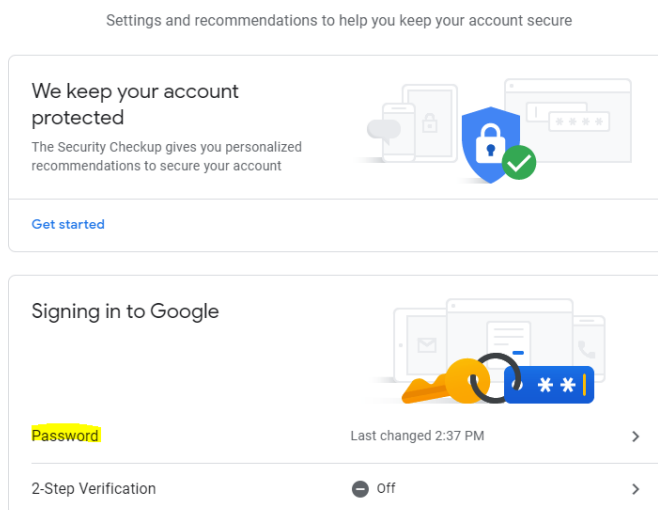 Settings and recommendations to help you keep your account secure
We keep your account
protected
The Security Checkup gives you personalized
recommendations to secure your account
Get started
Signing in to Google
Password Last changed 2:37 PM
2-Step Verification Off